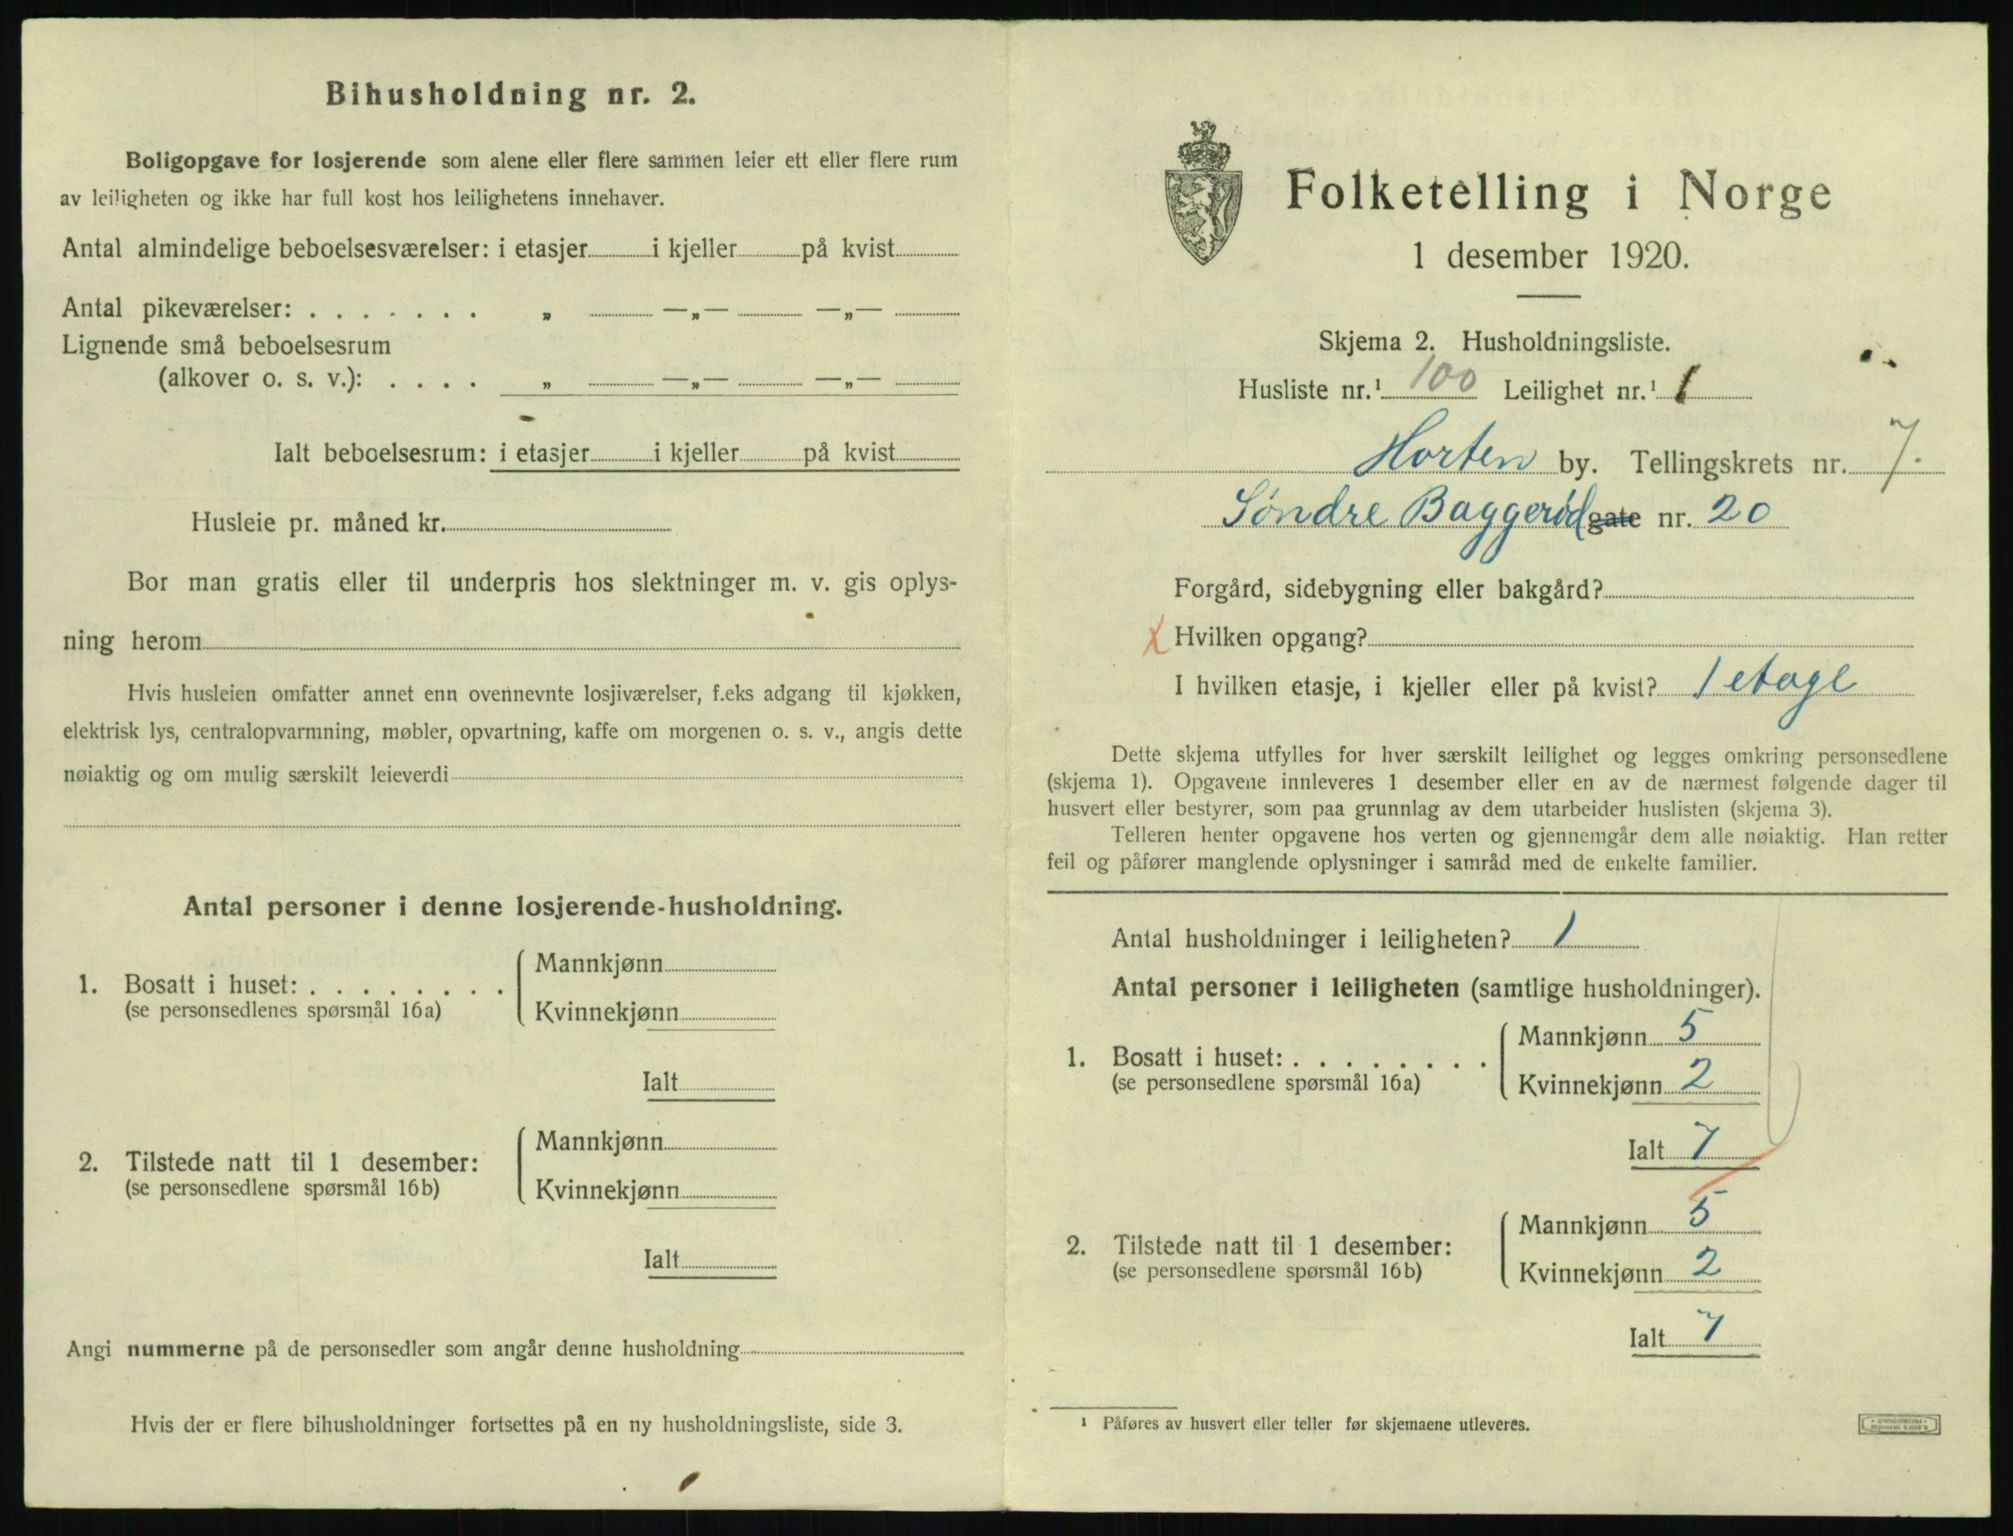 Bihusholdning nr. 2.
Boligopgave for losjerende som alene eller flere sammen leier ett eller flere rum
av leiligheten og ikke har full kost hos leilighetens innehaver.
Antal almindelige beboelsesværelser: i etasjer i kjeller på kvist
Antal pikeværelser: . . . . . . . „ —„— —„—
Lignende små beboelsesrum
(alkover o. s. v.): . . . . „ —„— —„—
Ialt beboelsesrum: i etasjer i kjeller på kvist
Husleie pr. måned kr.
Bor man gratis eller til underpris hos slektninger m. v. gis oplys-
ning herom
Hvis husleien omfatter annet enn ovennevnte losjiværelser, f.eks adgang til kjøkken,
elektrisk lys, centralopvarmning, møbler, opvartning, kaffe om morgenen o. s. v., angis dette
nøiaktig og om mulig særskilt leieverdi
Antal personer i denne losjerende-husholdning.
1. Bosatt i huset: . . . . . . . . Mannkjønn
(se personsedlenes spørsmål 16a) Kvinnekjønn
Ialt
2. Tilstede natt til 1 desember: Mannkjønn
(se personsedlene spørsmål 16b) Kvinnekjønn
Ialt
Angi nummerne på de personsedler som angår denne husholdning
Hvis der er flere bihusholdninger fortsettes på en ny husholdningsliste, side 3.
Folketelling i Norge
1 desember 1920.
Skjema 2. Husholdningsliste.
Husliste nr.¹ 100 Leilighet nr.¹ 1
Horten by. Tellingskrets nr. 7.
Söndre Baggeröd gate nr. 20
Forgård, sidebygning eller bakgård?
X Hvilken opgang?
I hvilken etasje, i kjeller eller på kvist? 1 etage
Dette skjema utfylles for hver særskilt leilighet og legges omkring personsedlene
(skjema 1). Opgavene innleveres 1 desember eller en av de nærmest følgende dager til
husvert eller bestyrer, som paa grunnlag av dem utarbeider huslisten (skjema 3).
Telleren henter opgavene hos verten og gjennemgår dem alle nøiaktig. Han retter
feil og påfører manglende oplysninger i samråd med de enkelte familier.
Antal husholdninger i leiligheten? 1
Antal personer i leiligheten (samtlige husholdninger).
1. Bosatt i huset: . . . . . . . . Mannkjønn 5
(se personsedlene spørsmål 16a) Kvinnekjønn 2
Ialt 7
2. Tilstede natt til 1 desember: Mannkjønn 5
(se personsedlene spørsmål 16b) Kvinnekjønn 2
Ialt 7
¹ Påføres av husvert eller teller før skjemaene utleveres.